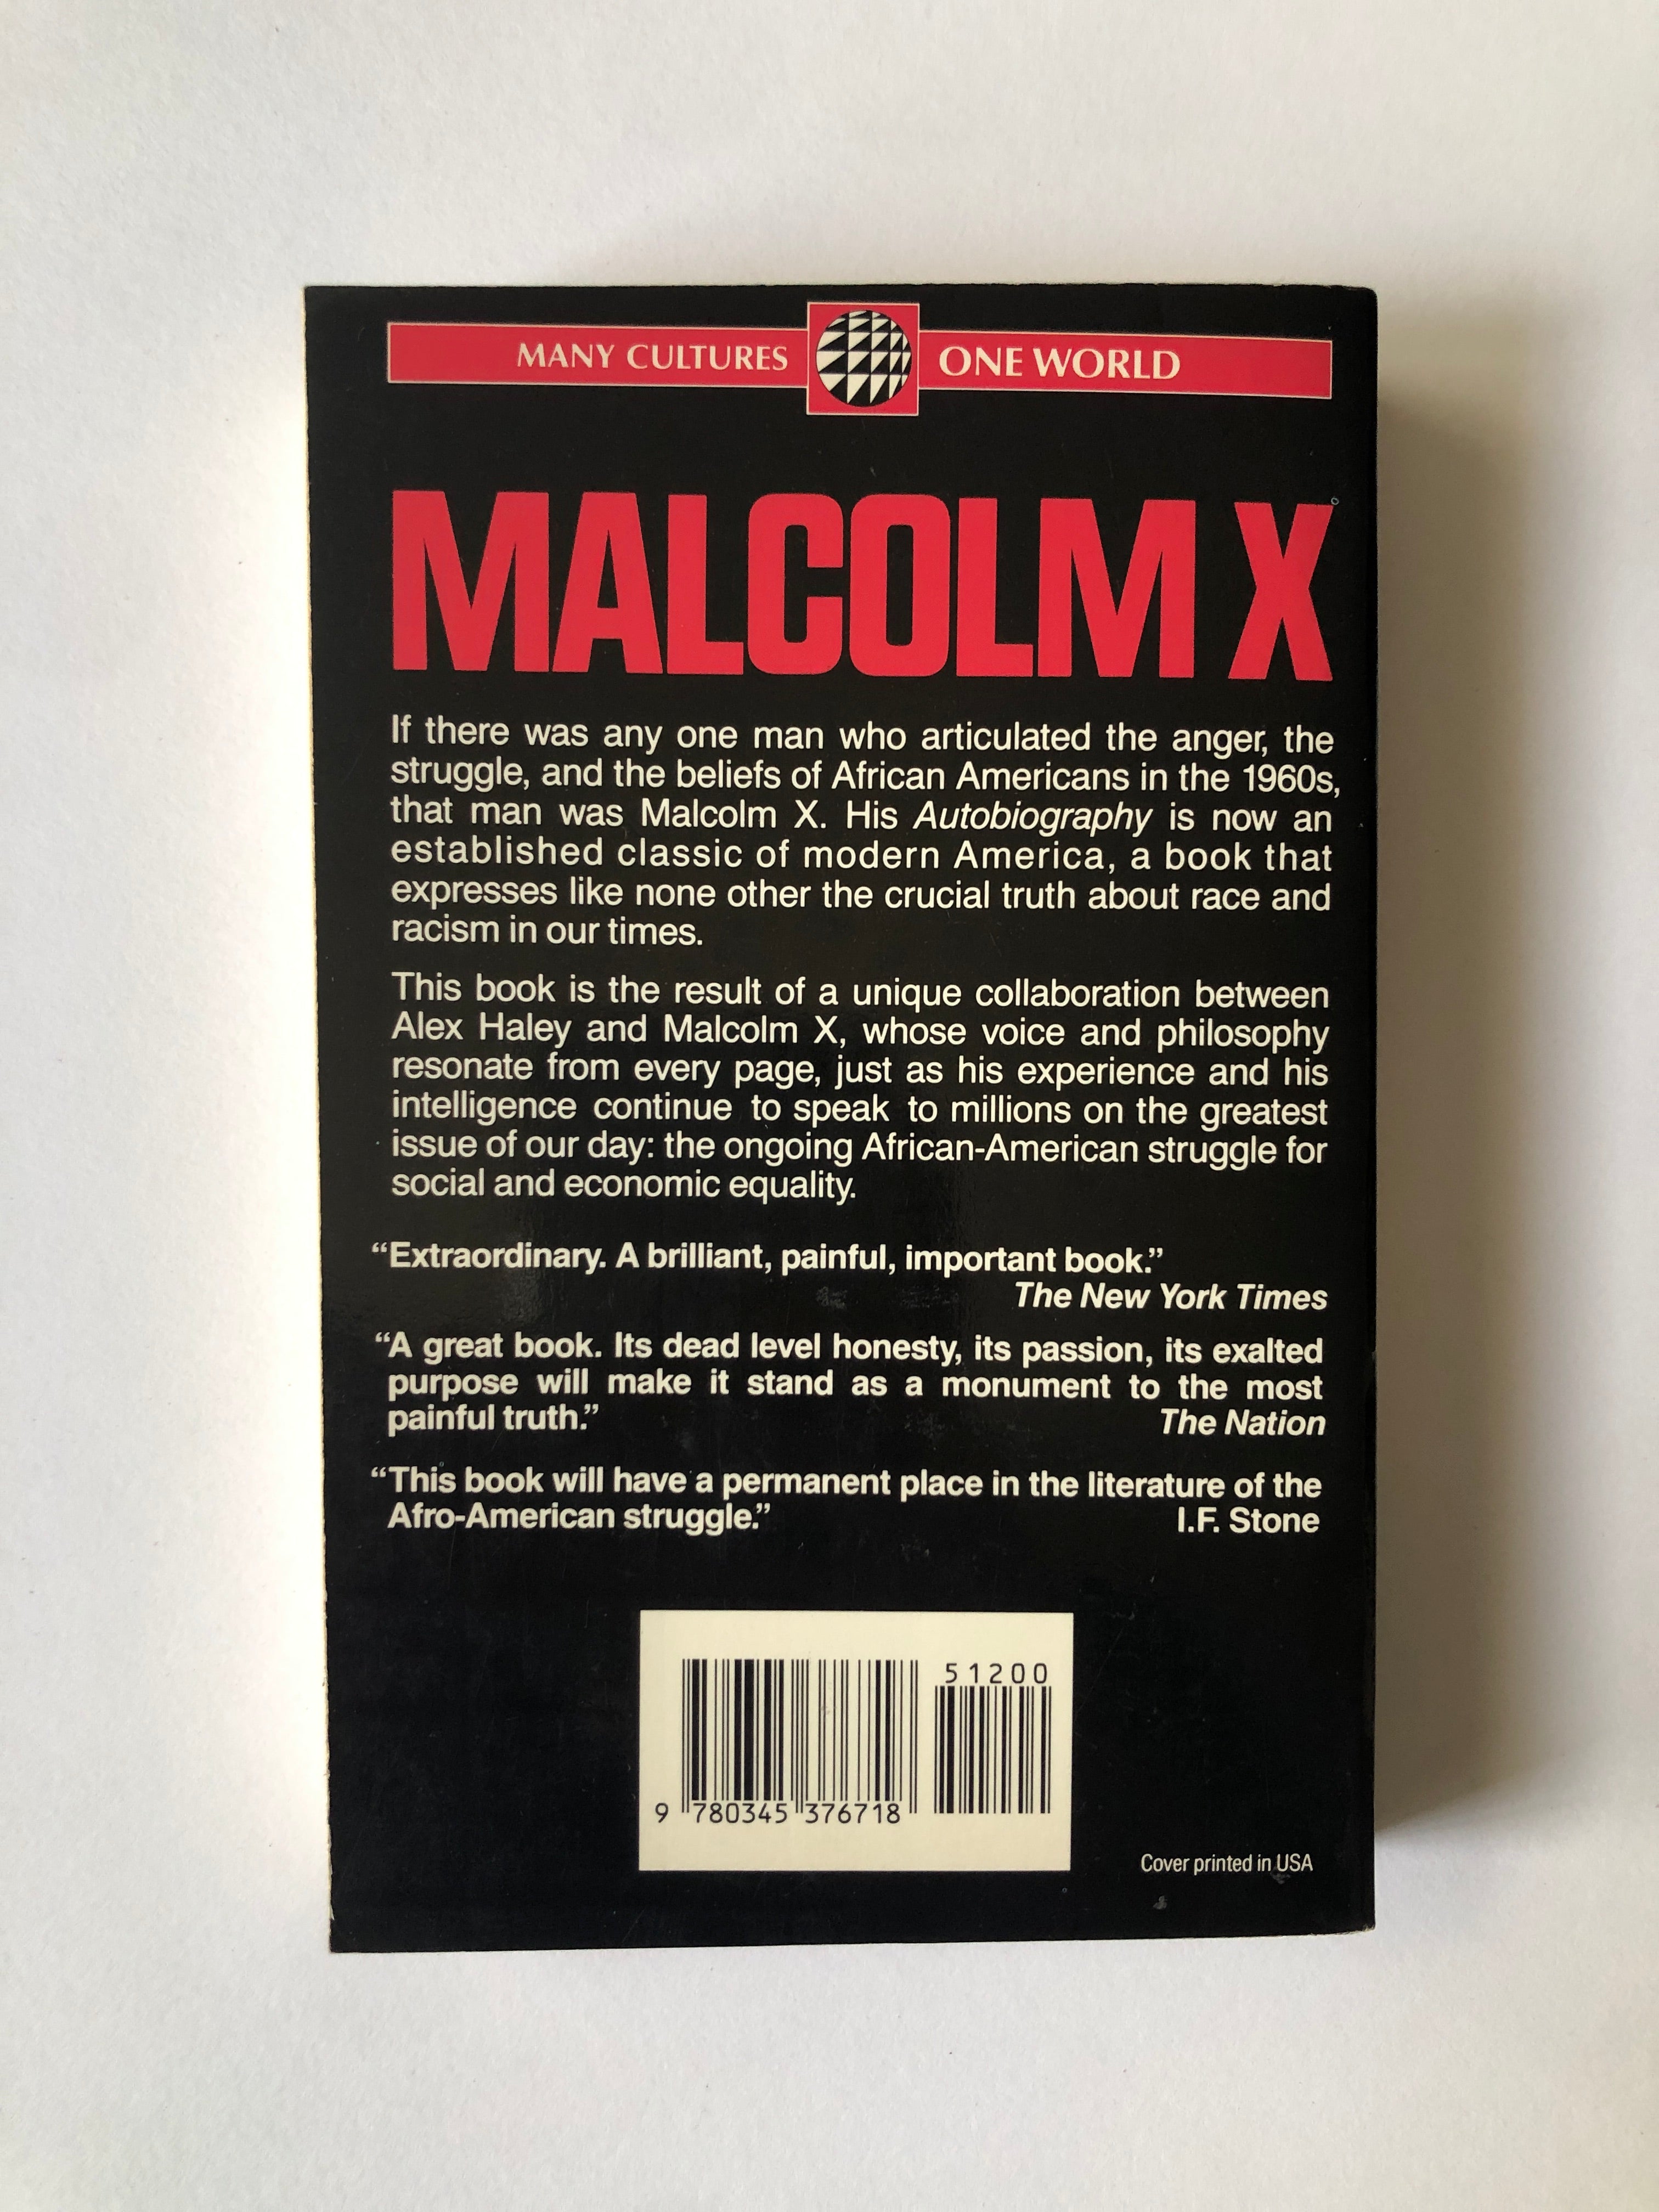 MANY CULTURES ONE WORLD
MALCOLM X
If there was any one man who articulated the anger, the
struggle, and the beliefs of African Americans in the 1960s,
that man was Malcolm X. His Autobiography is now an
established classic of modern America, a book that
expresses like none other the crucial truth about race and
racism in our times.
This book is the result of a unique collaboration between
Alex Haley and Malcolm X, whose voice and philosophy
resonate from every page, just as his experience and his
intelligence continue to speak to millions on the greatest
issue of our day: the ongoing African-American struggle for
social and economic equality.
“Extraordinary. A brilliant, painful, important book.”
The New York Times
“A great book. Its dead level honesty, its passion, its exalted
purpose will make it stand as a monument to the most
painful truth.” The Nation
“This book will have a permanent place in the literature of the
Afro-American struggle.” I.F. Stone
51200
9 780345 376718
Cover printed in USA